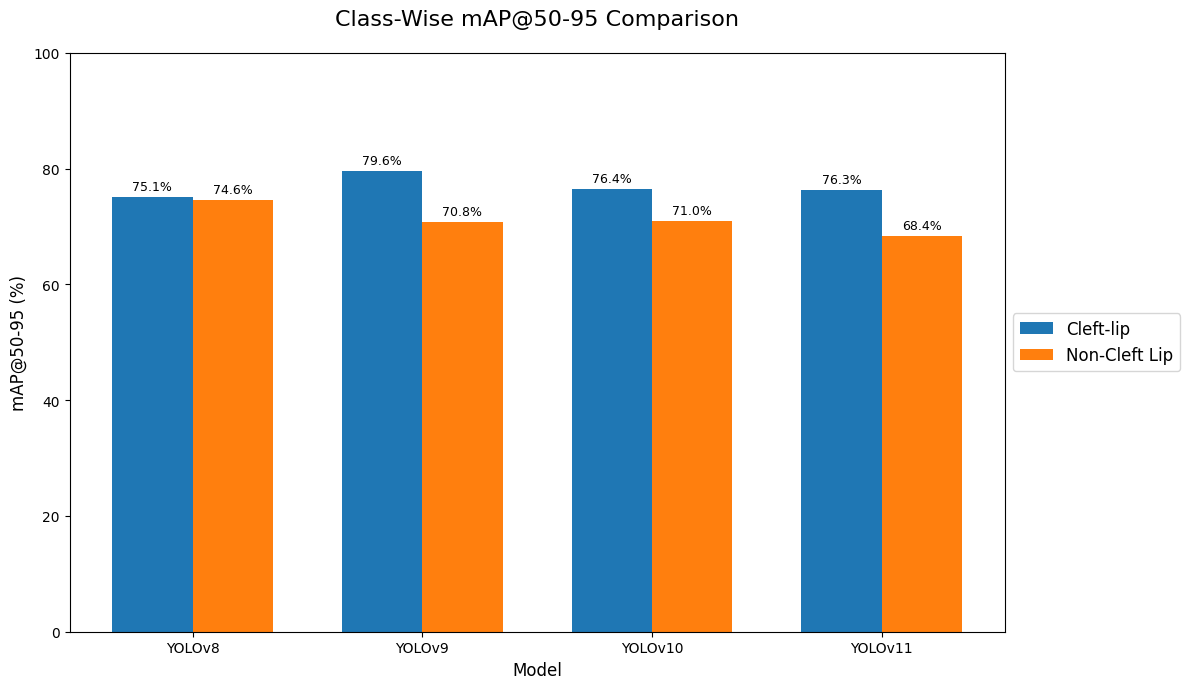 Class-Wise mAP@50-95 Comparison
mAP@50-95 (%)
100
80
60
40
20
0
75.1%
74.6%
79.6%
70.8%
76.4%
71.0%
76.3%
68.4%
YOLOv8
YOLOv9
YOLOv10
YOLOv11
Model
Cleft-lip
Non-Cleft Lip